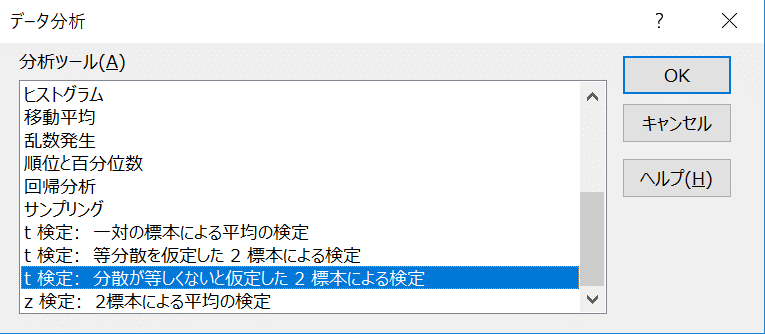 データ分析
?
分析ツール(A)
ヒストグラム
移動平均
乱数発生
順位と百分位数
回帰分析
サンプリング
t 検定: 一対の標本による平均の検定
t 検定: 等分散を仮定した 2 標本による検定
t 検定: 分散が等しくないと仮定した 2 標本による検定
z 検定: 2標本による平均の検定
OK
キャンセル
ヘルプ(H)